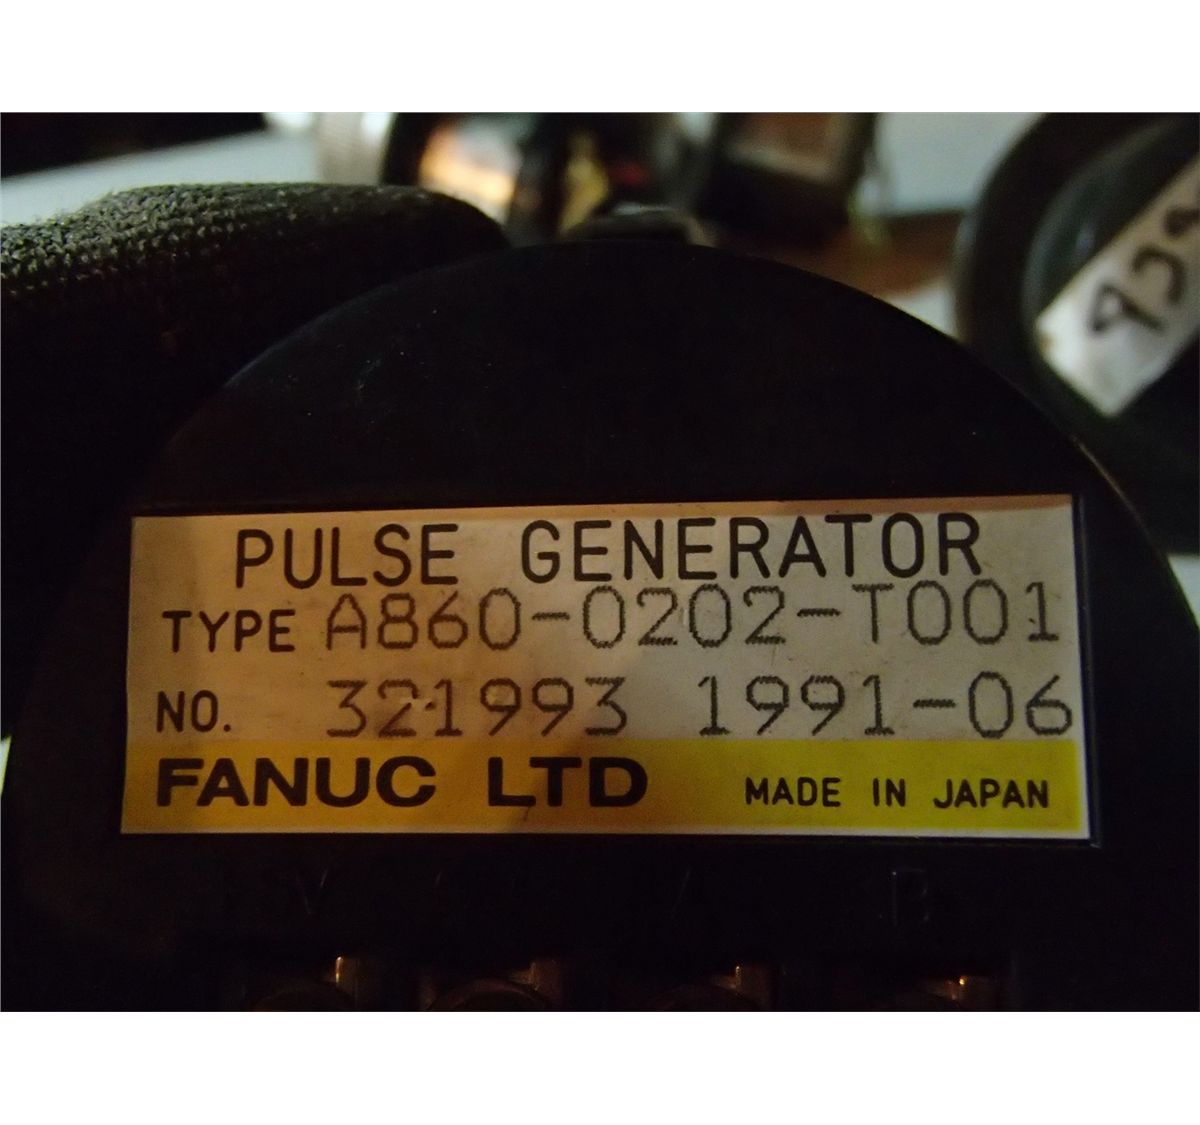 PULSE GENERATOR
TYPE A860-0202-T001
NO. 321993 1991-06
FANUC LTD MADE IN JAPAN